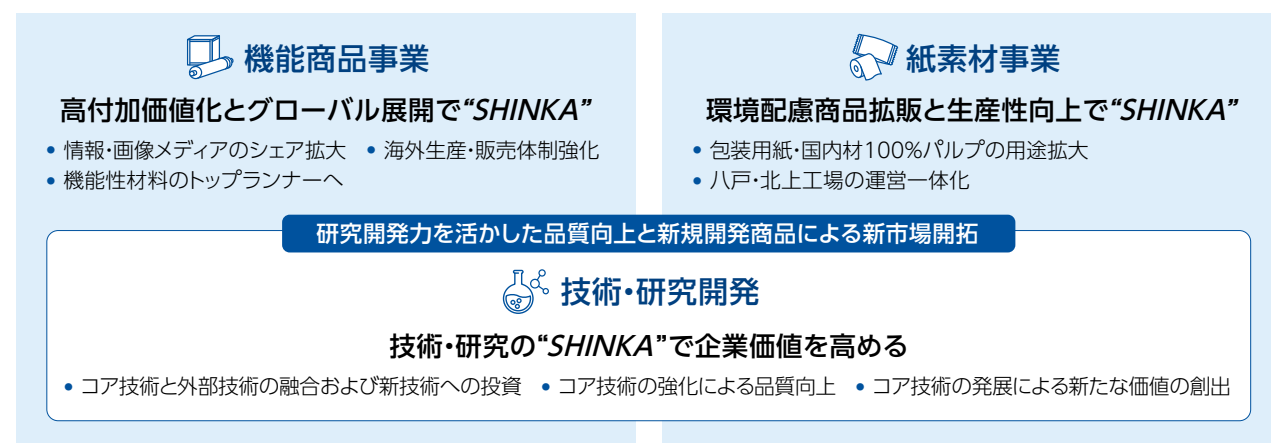 機能商品事業
高付加価値化とグローバル展開で“SHINKA”
• 情報・画像メディアのシェア拡大 • 海外生産・販売体制強化
• 機能性材料のトップランナーへ
紙素材事業
環境配慮商品拡販と生産性向上で“SHINKA”
• 包装用紙・国内材100%パルプの用途拡大
• 八戸・北上工場の運営一体化
研究開発力を活かした品質向上と新規開発商品による新市場開拓
技術・研究開発
技術・研究の“SHINKA”で企業価値を高める
• コア技術と外部技術の融合および新技術への投資 • コア技術の強化による品質向上 • コア技術の発展による新たな価値の創出